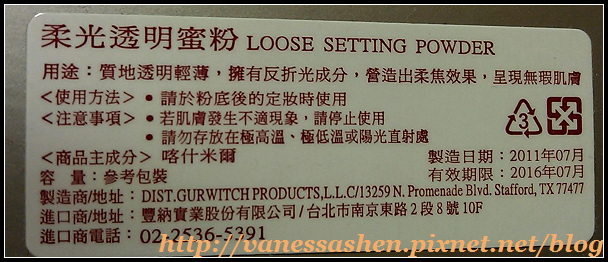 柔光透明蜜粉 LOOSE SETTING POWDER
用途：質地透明輕薄，擁有反折光成分，營造出柔焦效果，呈現無瑕肌膚
<使用方法> • 請於粉底後的定妝時使用
<注意事項> • 若肌膚發生不適現象，請停止使用
• 請勿存放在極高溫、極低溫或陽光直射處
<商品主成分> 喀什米爾 製造日期：2011年07月
容 量：參考包裝 有效期限：2016年07月
製造商/地址：DIST.GURWITCH PRODUCTS,L.L.C/13259 N. Promenade Blvd. Stafford, TX 77477
進口商/地址：豐納實業股份有限公司/台北市南京東路2段8號10F
進口商電話：02-2536-5391
http://vanessashen.pixnet.net/blog
3